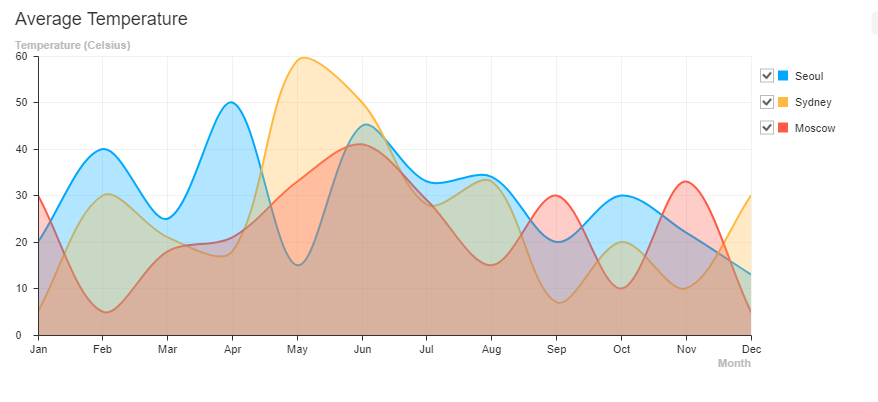 Average Temperature
Temperature (Celsius)
60
50
40
30
20
10
0
Jan Feb Mar Apr May Jun Jul Aug Sep Oct Nov Dec
Month
Seoul
Sydney
Moscow